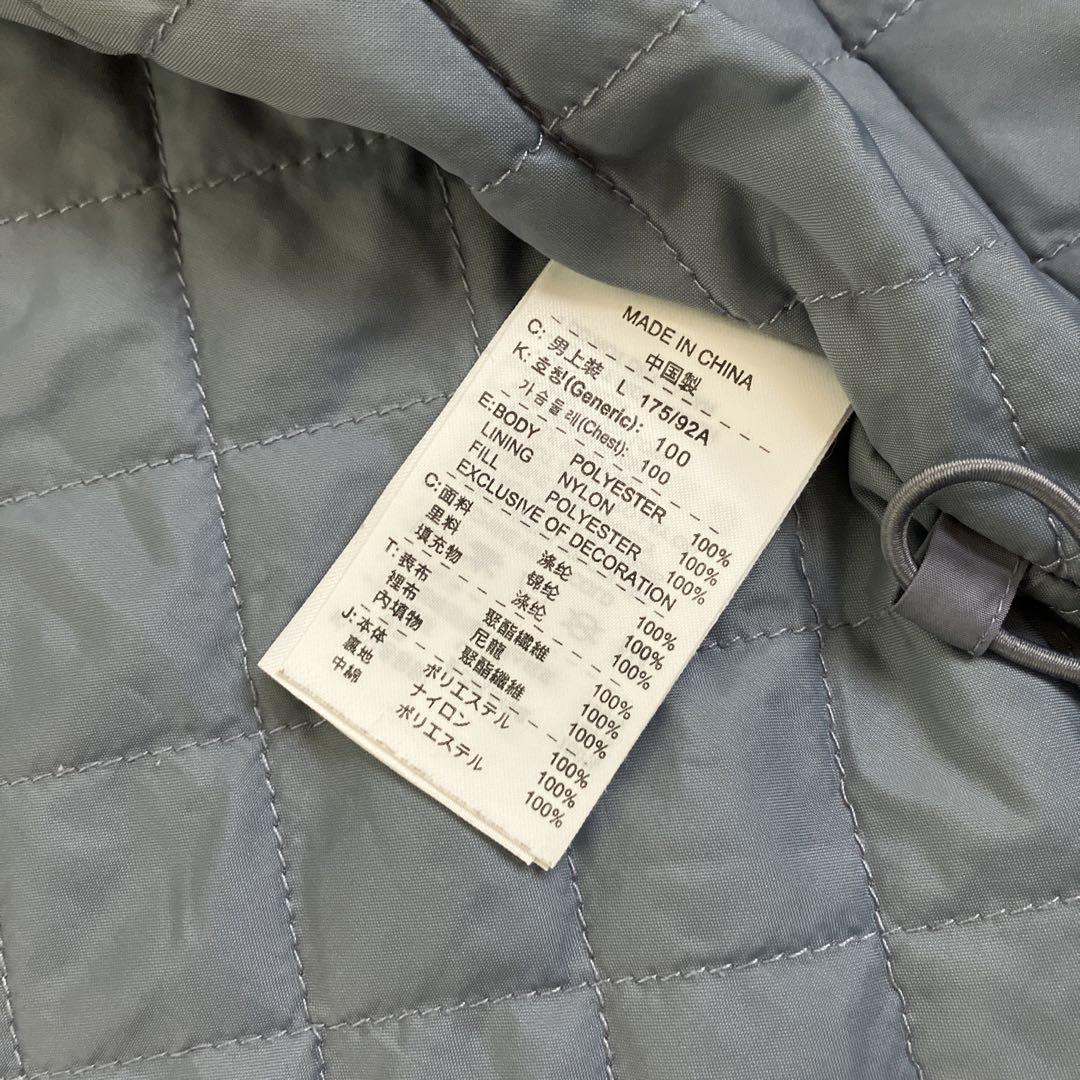 MADE IN CHINA
中国製
C: 男上装 L 175/92A
K: 호칭(Generic): 100
가슴둘레(Chest): 100
E:BODY POLYESTER 100%
LINING NYLON 100%
FILL POLYESTER 100%
EXCLUSIVE OF DECORATION
C:面料 涤纶 100%
里料 锦纶 100%
填充物 涤纶 100%
T:表布 聚酯纖維 100%
裡布 尼龍 100%
內填物 聚酯纖維 100%
J:本体 ポリエステル 100%
裏地 ナイロン 100%
中綿 ポリエステル 100%